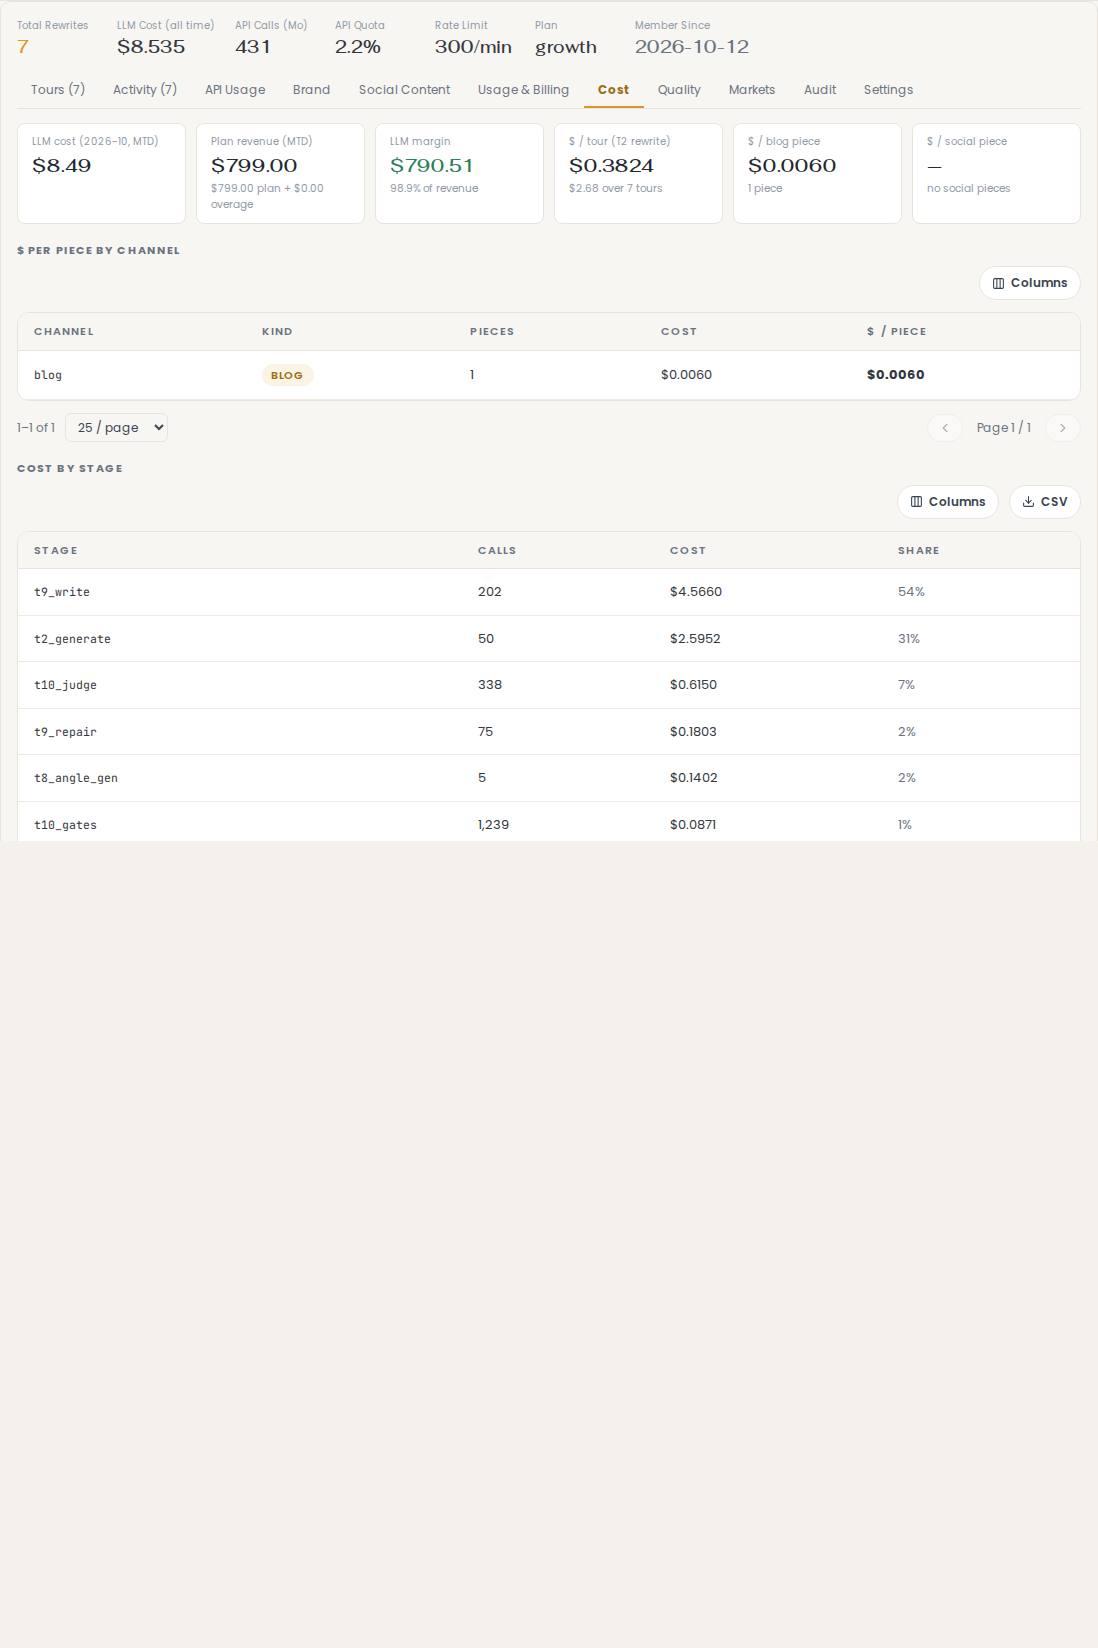 Total Rewrites LLM Cost (all time) API Calls (Mo) API Quota Rate Limit Plan Member Since
7 $8.535 431 2.2% 300/min growth 2026-10-12
Tours (7) Activity (7) API Usage Brand Social Content Usage & Billing Cost Quality Markets Audit Settings
LLM cost (2026-10, MTD) Plan revenue (MTD) LLM margin $ / tour (T2 rewrite) $ / blog piece $ / social piece
$8.49 $799.00 $790.51 $0.3824 $0.0060 —
$799.00 plan + $0.00 98.9% of revenue $2.68 over 7 tours 1 piece no social pieces
overage
$ PER PIECE BY CHANNEL
Columns
CHANNEL KIND PIECES COST $ / PIECE
blog BLOG 1 $0.0060 $0.0060
1–1 of 1 25 / page Page 1 / 1
COST BY STAGE
Columns CSV
STAGE CALLS COST SHARE
t9_write 202 $4.5660 54%
t2_generate 50 $2.5952 31%
t10_judge 338 $0.6150 7%
t9_repair 75 $0.1803 2%
t8_angle_gen 5 $0.1402 2%
t10_gates 1,239 $0.0871 1%